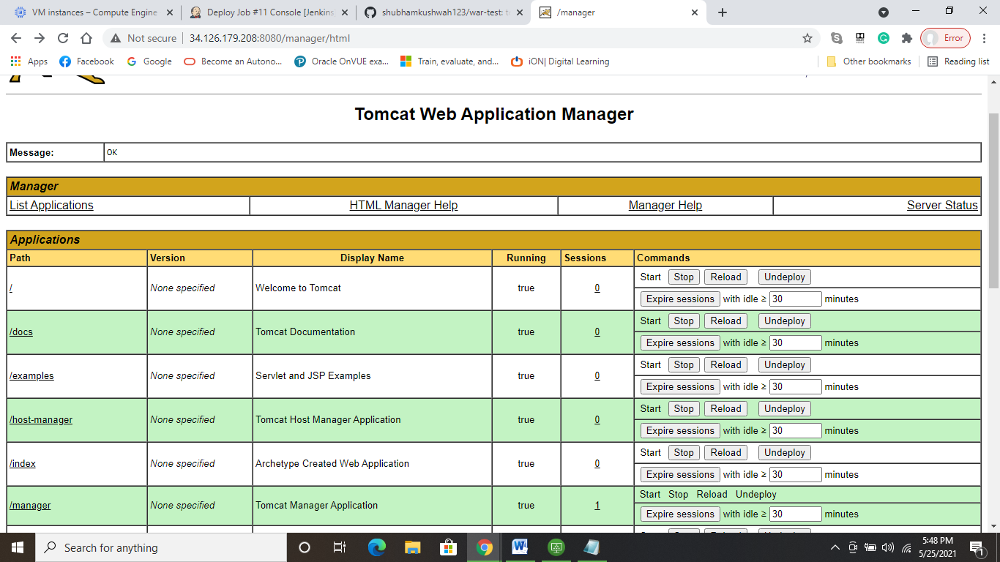 VM instances – Compute Engine
Deploy Job #11 Console [Jenkins
shubhamkushwah123/war-test: t
/manager
Not secure
34.126.179.208:8080/manager/html
Error
Apps
Facebook
Google
Become an Autono...
Oracle OnVUE exa...
Train, evaluate, and...
iON| Digital Learning
Other bookmarks
Reading list
Tomcat Web Application Manager
Message: OK
Manager
List Applications HTML Manager Help Manager Help Server Status
Applications
Path Version Display Name Running Sessions Commands
/ None specified Welcome to Tomcat true 0
Start Stop Reload Undeploy
Expire sessions with idle ≥ 30 minutes
/docs None specified Tomcat Documentation true 0
Start Stop Reload Undeploy
Expire sessions with idle ≥ 30 minutes
/examples None specified Servlet and JSP Examples true 0
Start Stop Reload Undeploy
Expire sessions with idle ≥ 30 minutes
/host-manager None specified Tomcat Host Manager Application true 0
Start Stop Reload Undeploy
Expire sessions with idle ≥ 30 minutes
/index None specified Archetype Created Web Application true 0
Start Stop Reload Undeploy
Expire sessions with idle ≥ 30 minutes
/manager None specified Tomcat Manager Application true 1
Start Stop Reload Undeploy
Expire sessions with idle ≥ 30 minutes
Search for anything
5:48 PM
5/25/2021
1